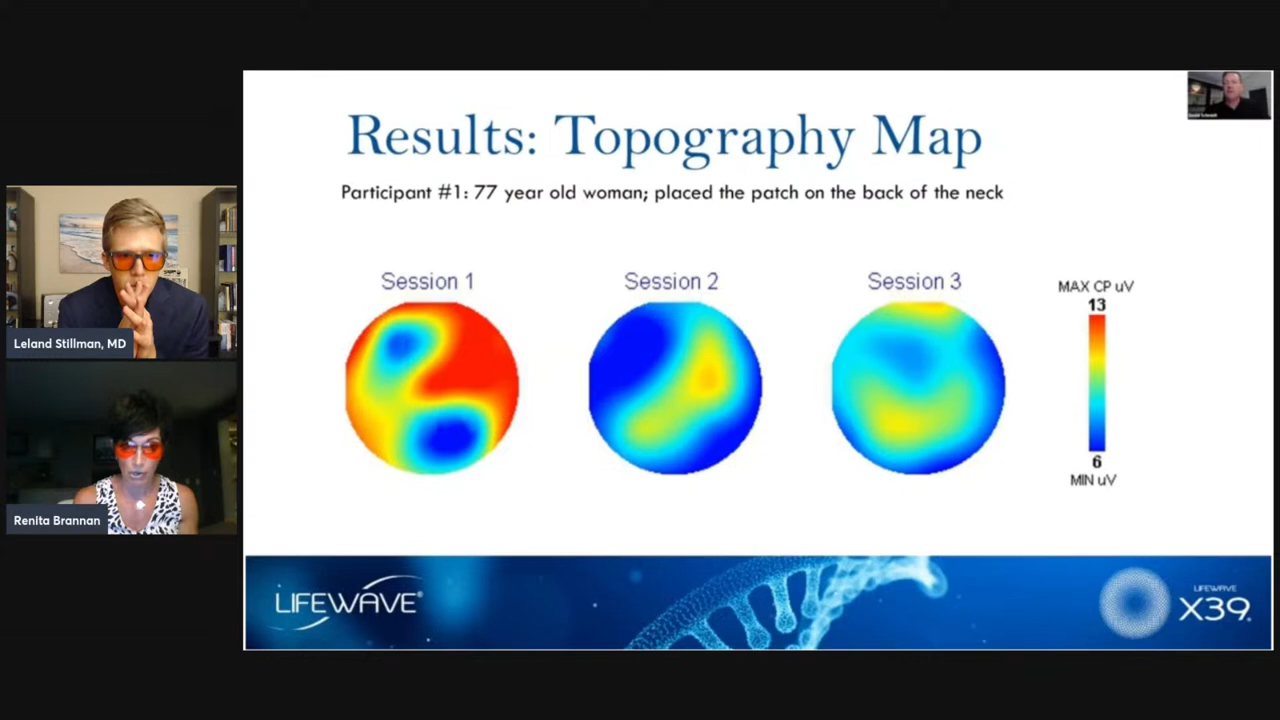 Results: Topography Map
Participant #1: 77 year old woman; placed the patch on the back of the neck
Session 1
Session 2
Session 3
MAX CP uV
13
6
MIN uV
Leland Stillman, MD
Renita Brannan
LIFEWAVE®
LIFEWAVE
X39.